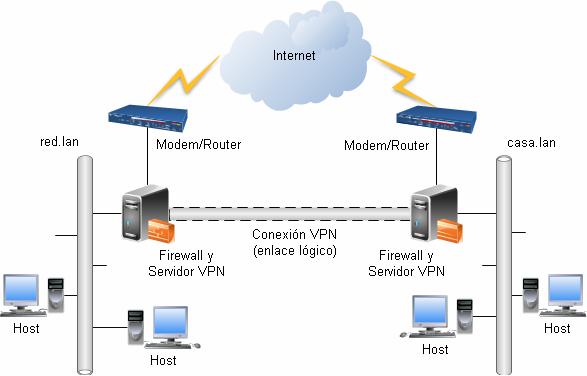 Internet
red.lan
Modem/Router
Modem/Router
casa.lan
Conexión VPN
(enlace lógico)
Firewall y
Servidor VPN
Firewall y
Servidor VPN
Host
Host
Host
Host